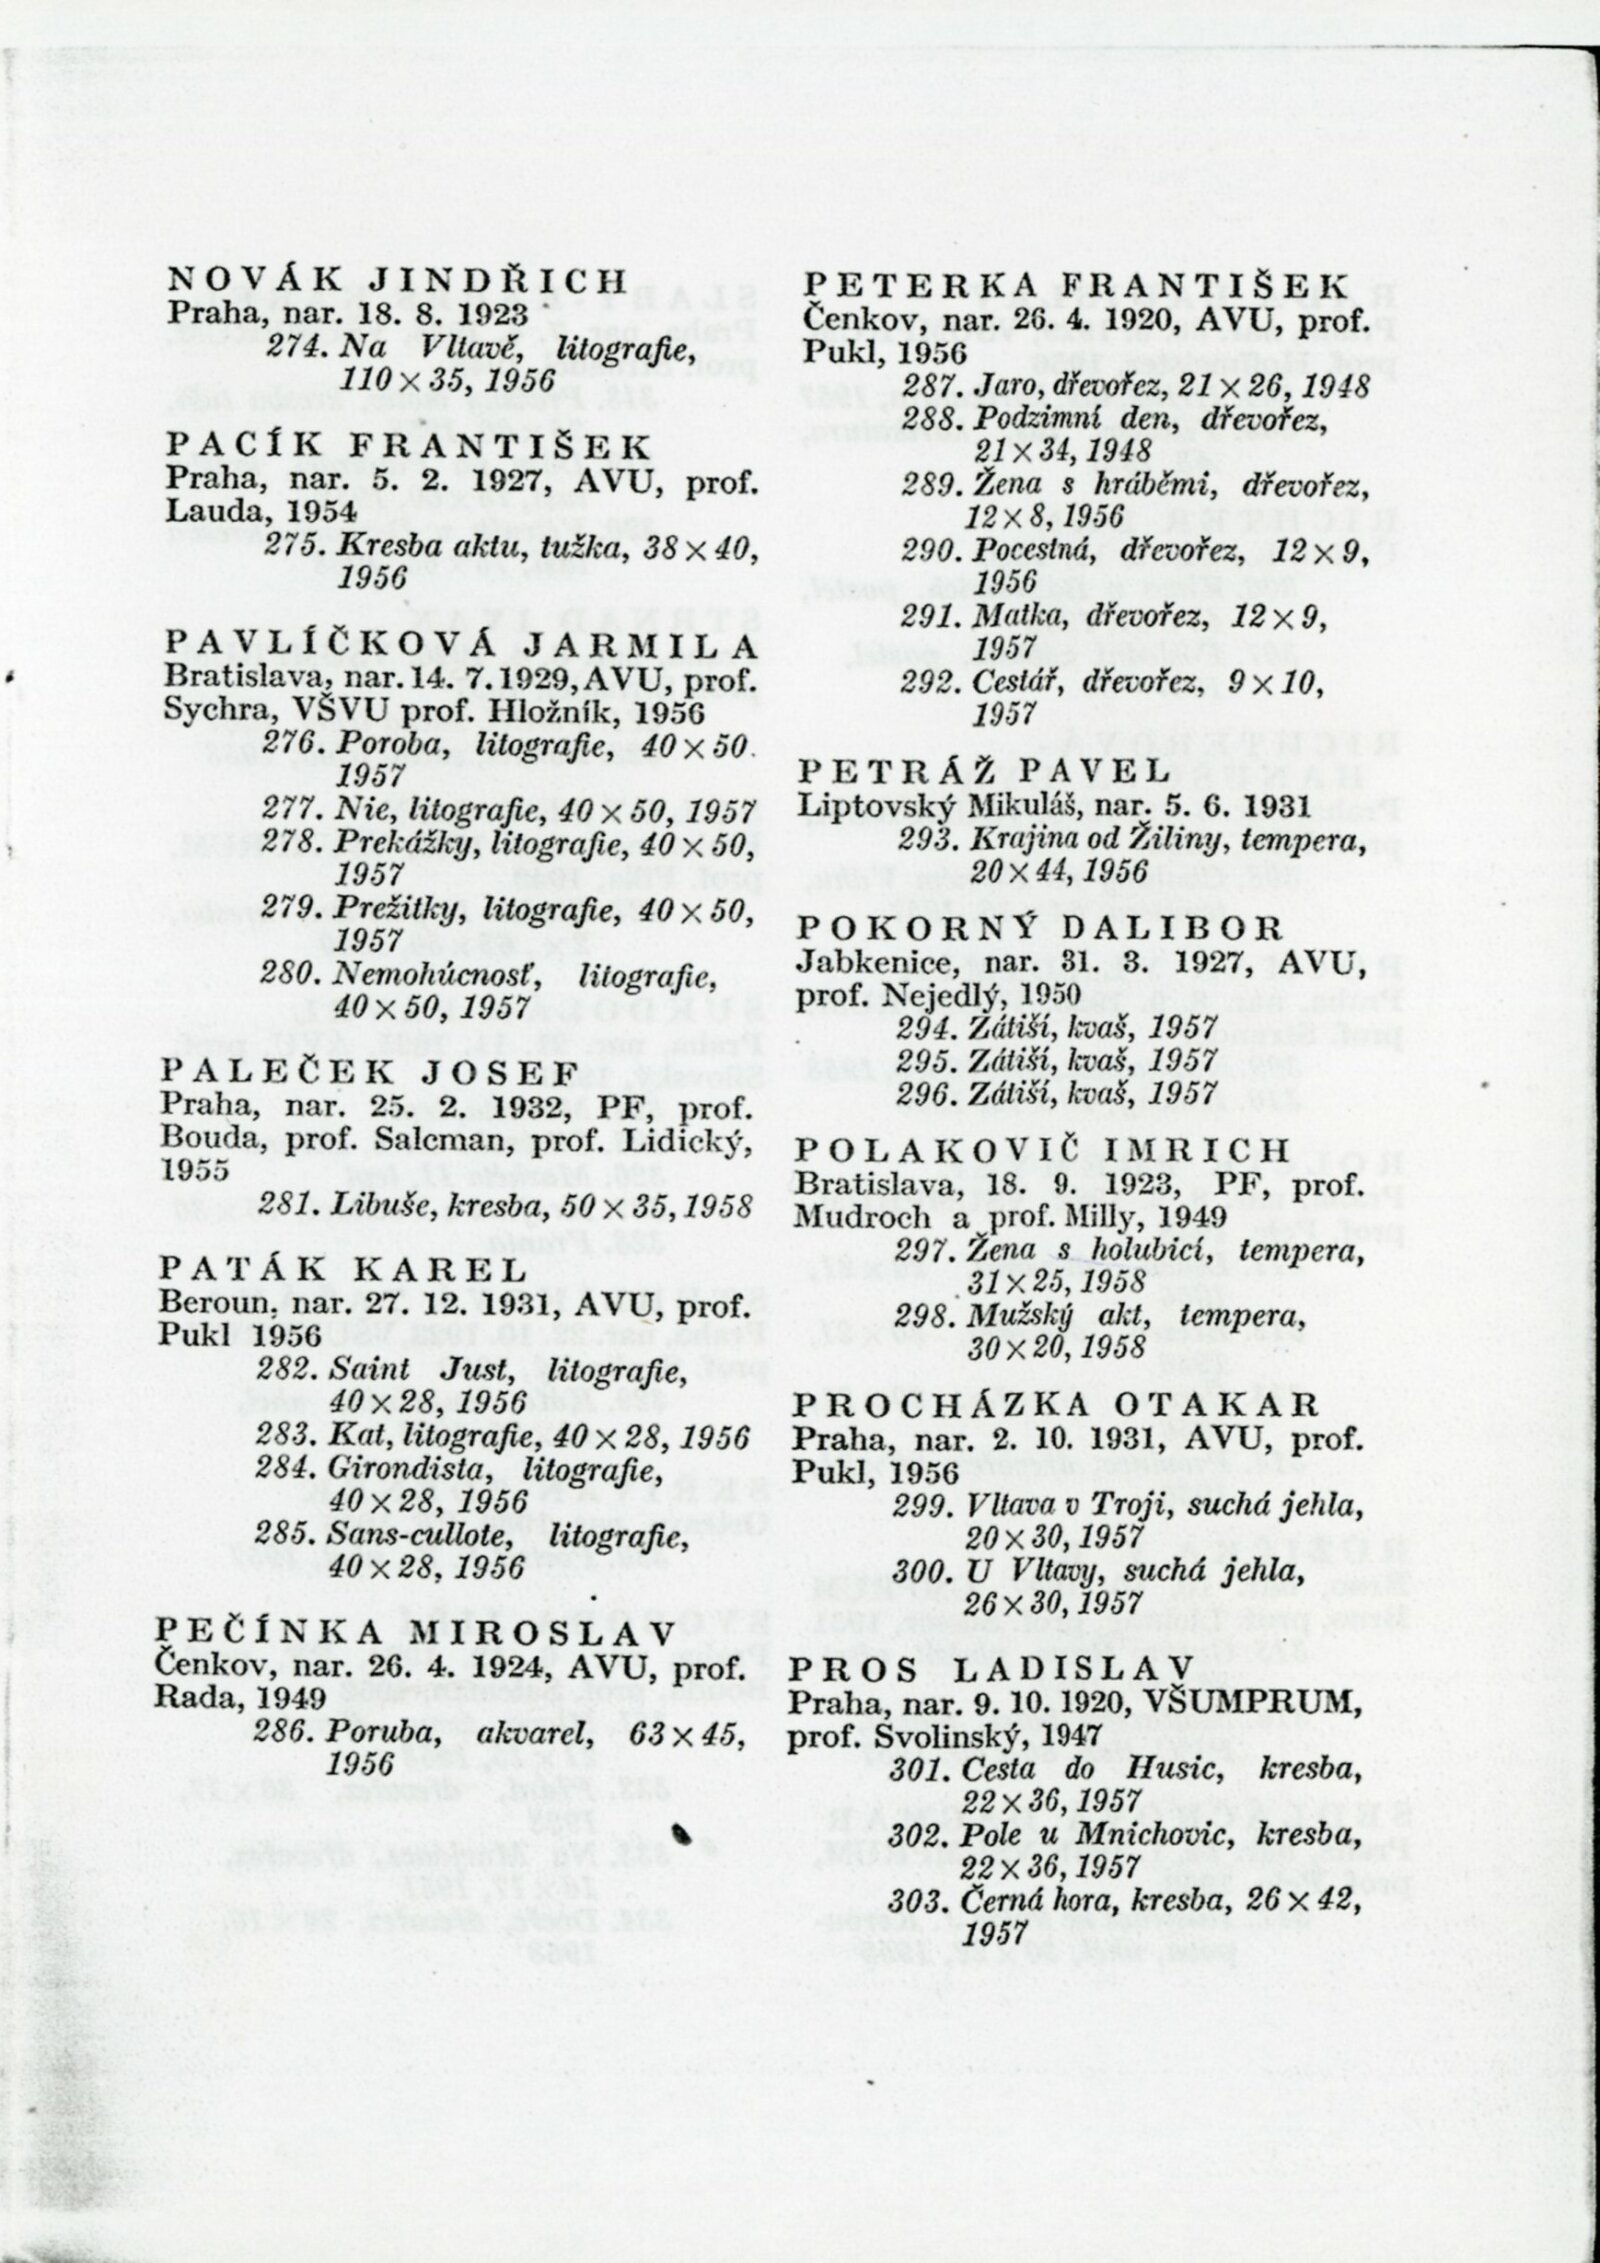 NOVÁK JINDŘICH
Praha, nar. 18. 8. 1923
274. Na Vltavě, litografie,
110 × 35, 1956
PACÍK FRANTIŠEK
Praha, nar. 5. 2. 1927, AVU, prof.
Lauda, 1954
275. Kresba aktu, tužka, 38 × 40,
1956
PAVLÍČKOVÁ JARMILA
Bratislava, nar. 14. 7. 1929, AVU, prof.
Sychra, VŠVU prof. Hložník, 1956
276. Poroba, litografie, 40 × 50.
1957
277. Nie, litografie, 40 × 50, 1957
278. Prekážky, litografie, 40 × 50,
1957
279. Prežitky, litografie, 40 × 50,
1957
280. Nemohúcnosť, litografie,
40 × 50, 1957
PALEČEK JOSEF
Praha, nar. 25. 2. 1932, PF, prof.
Bouda, prof. Salcman, prof. Lidický,
1955
281. Libuše, kresba, 50 × 35, 1958
PATÁK KAREL
Beroun, nar. 27. 12. 1931, AVU, prof.
Pukl 1956
282. Saint Just, litografie,
40 × 28, 1956
283. Kat, litografie, 40 × 28, 1956
284. Girondista, litografie,
40 × 28, 1956
285. Sans-cullote, litografie,
40 × 28, 1956
PEČÍNKA MIROSLAV
Čenkov, nar. 26. 4. 1924, AVU, prof.
Rada, 1949
286. Poruba, akvarel, 63 × 45,
1956
PETERKA FRANTIŠEK
Čenkov, nar. 26. 4. 1920, AVU, prof.
Pukl, 1956
287. Jaro, dřevořez, 21 × 26, 1948
288. Podzimní den, dřevořez,
21 × 34, 1948
289. Žena s hráběmi, dřevořez,
12 × 8, 1956
290. Pocestná, dřevořez, 12 × 9,
1956
291. Matka, dřevořez, 12 × 9,
1957
292. Cestář, dřevořez, 9 × 10,
1957
PETRÁŽ PAVEL
Liptovský Mikuláš, nar. 5. 6. 1931
293. Krajina od Žiliny, tempera,
20 × 44, 1956
POKORNÝ DALIBOR
Jabkenice, nar. 31. 3. 1927, AVU,
prof. Nejedlý, 1950
294. Zátiší, kvaš, 1957
295. Zátiší, kvaš, 1957
296. Zátiší, kvaš, 1957
POLAKOVIČ IMRICH
Bratislava, 18. 9. 1923, PF, prof.
Mudroch a prof. Milly, 1949
297. Žena s holubicí, tempera,
31 × 25, 1958
298. Mužský akt, tempera,
30 × 20, 1958
PROCHÁZKA OTAKAR
Praha, nar. 2. 10. 1931, AVU, prof.
Pukl, 1956
299. Vltava v Troji, suchá jehla,
20 × 30, 1957
300. U Vltavy, suchá jehla,
26 × 30, 1957
PROS LADISLAV
Praha, nar. 9. 10. 1920, VŠUMPRUM,
prof. Svolinský, 1947
301. Cesta do Husic, kresba,
22 × 36, 1957
302. Pole u Mnichovic, kresba,
22 × 36, 1957
303. Černá hora, kresba, 26 × 42,
1957